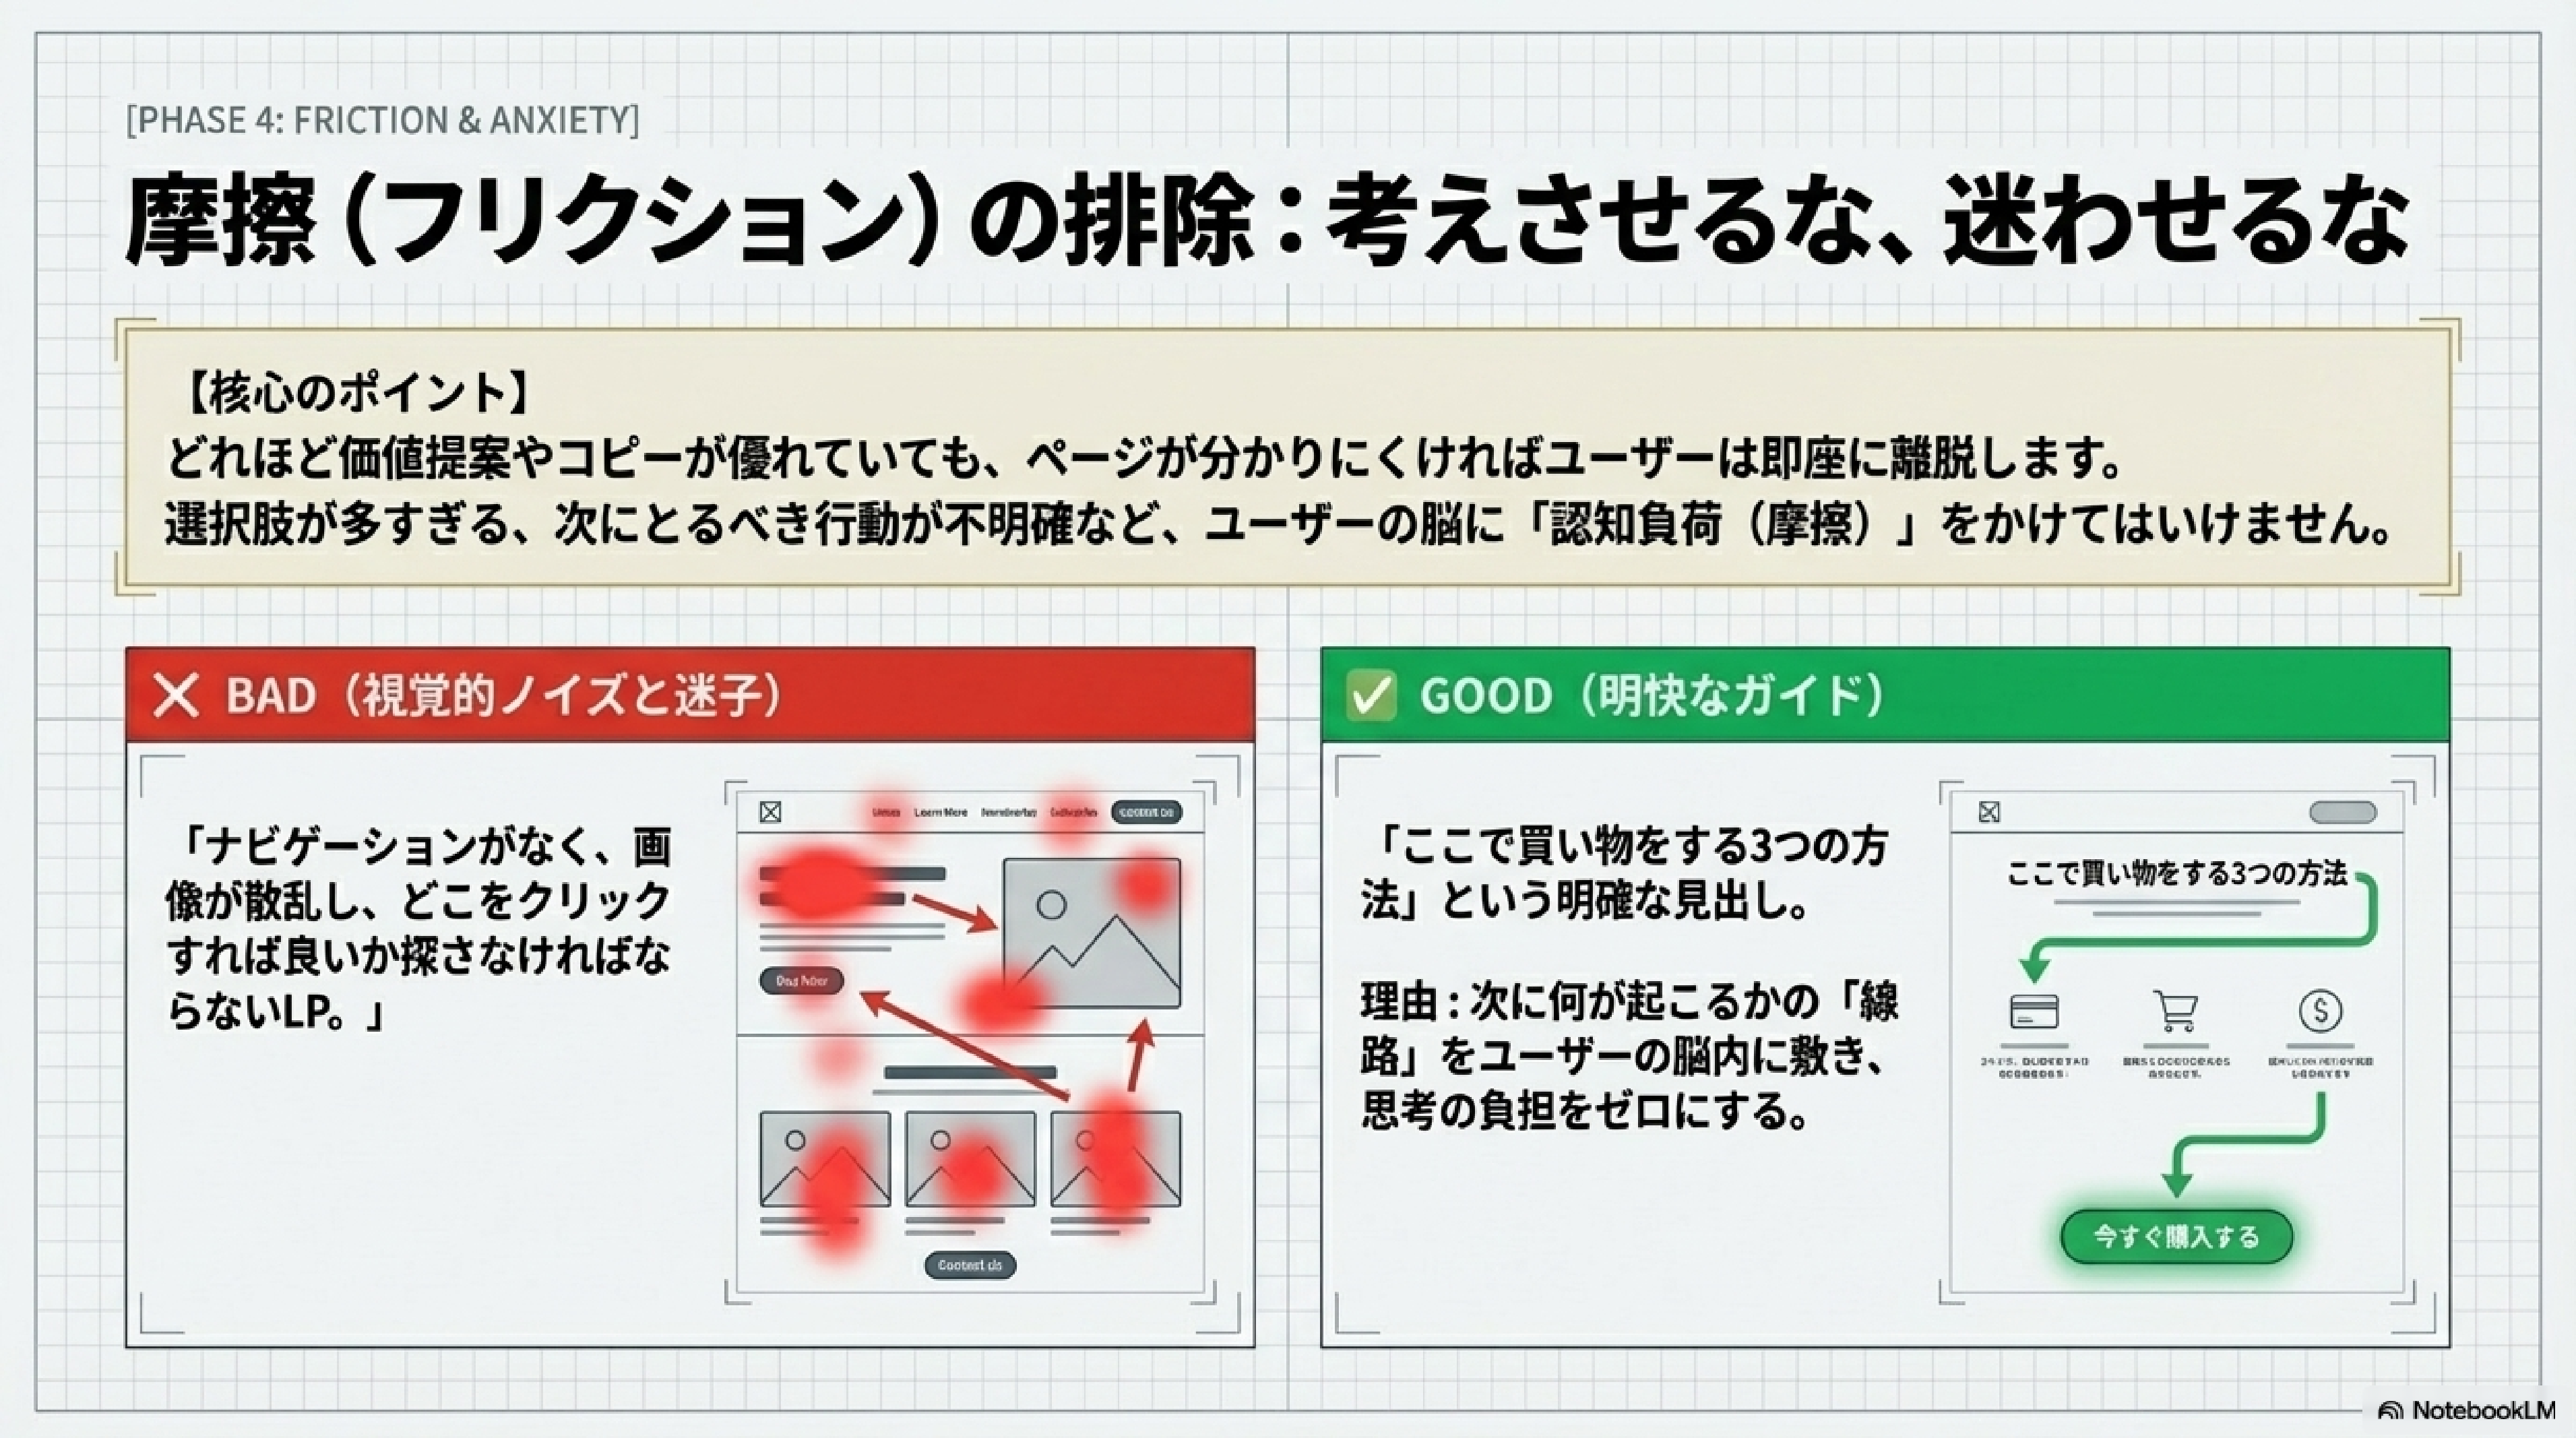 [PHASE 4: FRICTION & ANXIETY]
摩擦（フリクション）の排除：考えさせるな、迷わせるな
【核心のポイント】
どれほど価値提案やコピーが優れていても、ページが分かりにくければユーザーは即座に離脱します。
選択肢が多すぎる、次にとるべき行動が不明確など、ユーザーの脳に「認知負荷（摩擦）」をかけてはいけません。
BAD（視覚的ノイズと迷子）
「ナビゲーションがなく、画
像が散乱し、どこをクリック
すれば良いか探さなければな
らないLP。」
Learn More
GOOD（明快なガイド）
「ここで買い物をする3つの方
法」という明確な見出し。
理由：次に何が起こるかの「線
路」をユーザーの脳内に敷き、
思考の負担をゼロにする。
ここで買い物をする3つの方法
$
今すぐ購入する
NotebookLM